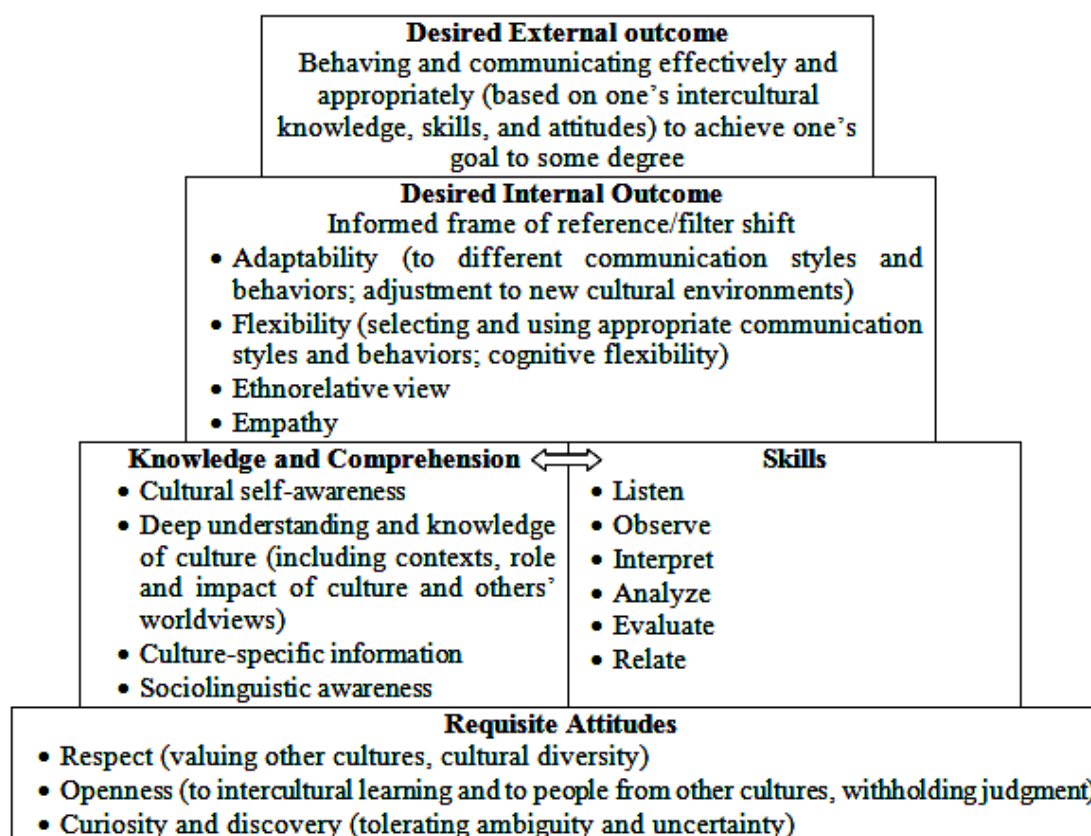 Desired External outcome
Behaving and communicating effectively and
appropriately (based on one's intercultural
knowledge, skills, and attitudes) to achieve one's
goal to some degree
Desired Internal Outcome
Informed frame of reference/filter shift
• Adaptability (to different communication styles and
behaviors; adjustment to new cultural environments)
• Flexibility (selecting and using appropriate communication
styles and behaviors; cognitive flexibility)
• Ethnorelative view
• Empathy
Knowledge and Comprehension
• Cultural self-awareness
• Deep understanding and knowledge
of culture (including contexts, role
and impact of culture and others'
worldviews)
• Culture-specific information
• Sociolinguistic awareness
Skills
• Listen
• Observe
• Interpret
• Analyze
• Evaluate
• Relate
Requisite Attitudes
• Respect (valuing other cultures, cultural diversity)
• Openness (to intercultural learning and to people from other cultures, withholding judgment)
• Curiosity and discovery (tolerating ambiguity and uncertainty)